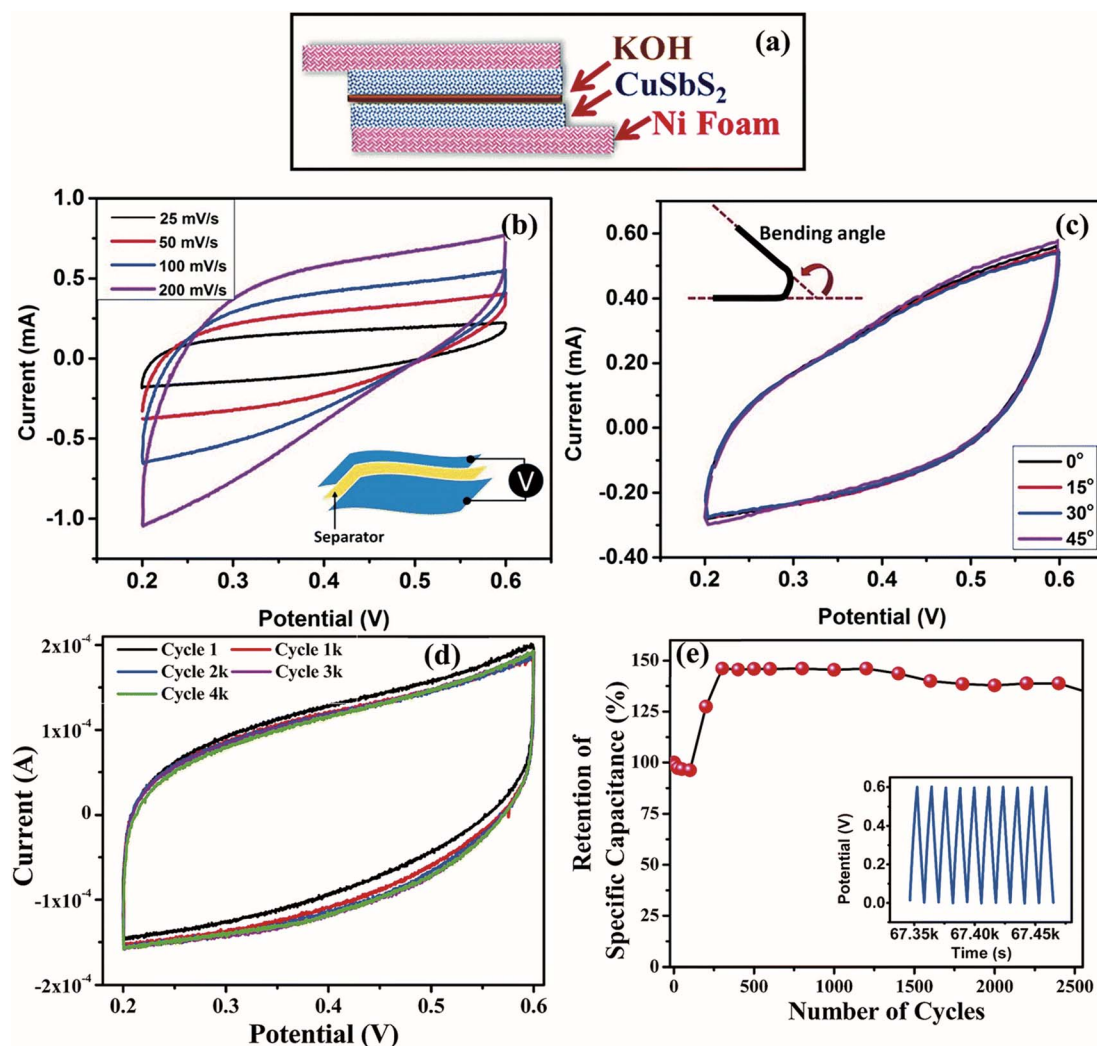 (a)
KOH
CuSbS2
Ni Foam
(b)
25 mV/s
50 mV/s
100 mV/s
200 mV/s
1.0
0.5
0.0
-0.5
-1.0
Current (mA)
0.2 0.3 0.4 0.5 0.6
Potential (V)
Separator
V
(c)
Bending angle
0.60
0.40
0.20
0.00
-0.20
-0.40
Current (mA)
0°
15°
30°
45°
0.2 0.3 0.4 0.5 0.6
Potential (V)
(d)
Cycle 1 Cycle 1k
Cycle 2k Cycle 3k
Cycle 4k
2x10-4
1x10-4
0
-1x10-4
-2x10-4
Current (A)
0.2 0.3 0.4 0.5 0.6
Potential (V)
(e)
150
125
100
75
50
25
0
Retention of
Specific Capacitance (%)
0 500 1000 1500 2000 2500
Number of Cycles
0.6
0.4
0.2
0.0
Potential (V)
67.35k 67.40k 67.45k
Time (s)